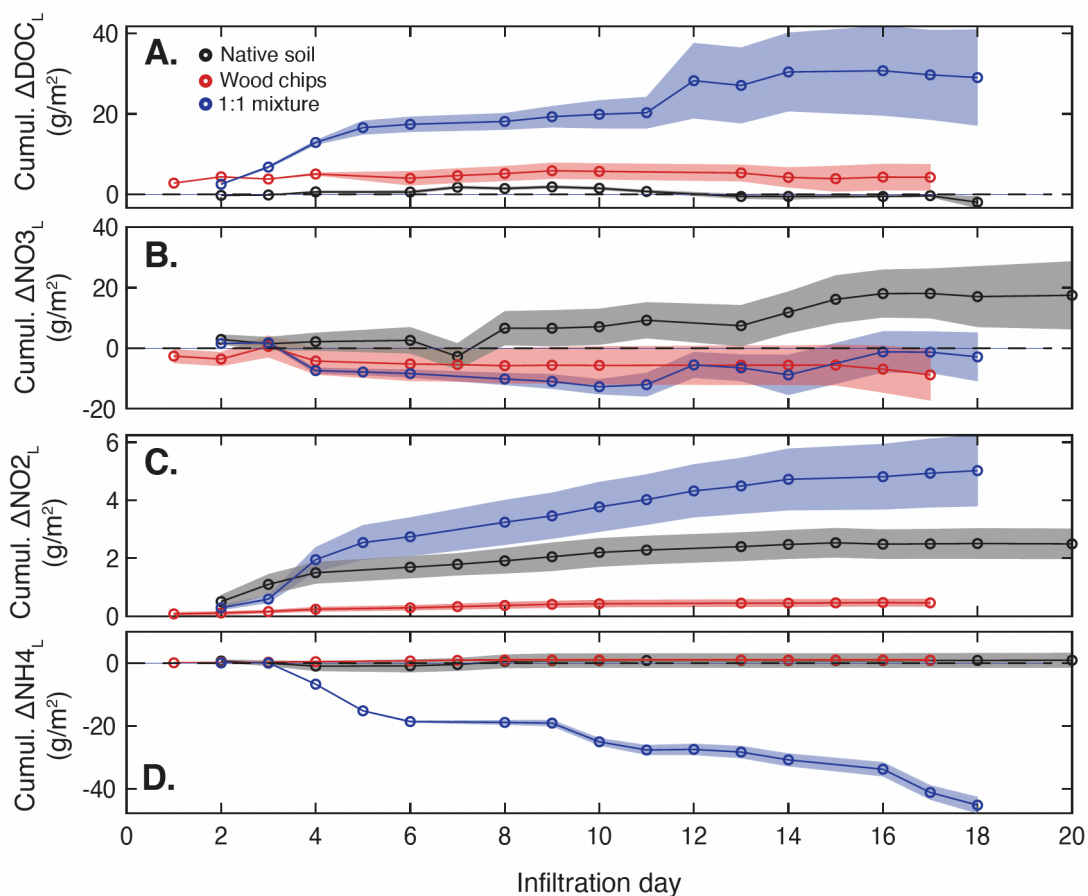 Cumul. ΔDOC_L
(g/m²)
40
20
0
A.
Native soil
Wood chips
1:1 mixture
Cumul. ΔNO3_L
(g/m²)
40
20
0
-20
B.
Cumul. ΔNO2_L
(g/m²)
6
4
2
0
C.
Cumul. ΔNH4_L
(g/m²)
0
-20
-40
D.
0 2 4 6 8 10 12 14 16 18 20
Infiltration day